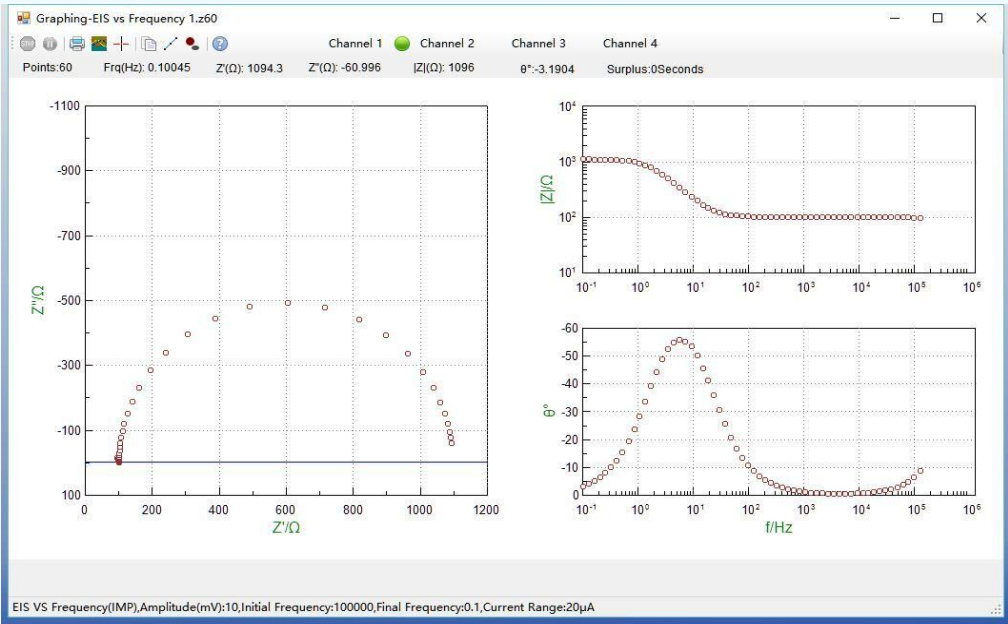 Graphing-EIS vs Frequency 1.z60
Channel 1 Channel 2 Channel 3 Channel 4
Points:60 Frq(Hz): 0.10045 Z'(Ω): 1094.3 Z"(Ω): -60.996 |Z|(Ω): 1096 θ°:-3.1904 Surplus:0Seconds
-1100
-900
-700
-500
-300
-100
100
Z"/Ω
0 200 400 600 800 1000 1200
Z'/Ω
10⁴
10³
10²
10¹
|Z|/Ω
10⁻¹ 10⁰ 10¹ 10² 10³ 10⁴ 10⁵ 10⁶
-60
-50
-40
-30
-20
-10
0
θ°
10⁻¹ 10⁰ 10¹ 10² 10³ 10⁴ 10⁵ 10⁶
f/Hz
EIS VS Frequency(IMP),Amplitude(mV):10,Initial Frequency:100000,Final Frequency:0.1,Current Range:20µA